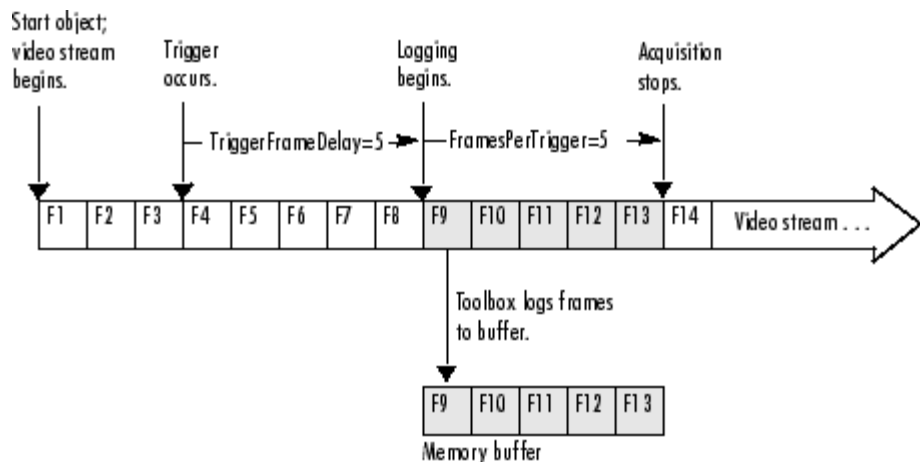 Start object;
video stream
begins.
Trigger
occurs.
Logging
begins.
Acquisition
stops.
TriggerFrameDelay=5
FramesPerTrigger=5
F1 F2 F3 F4 F5 F6 F7 F8 F9 F10 F11 F12 F13 F14 Video stream . . .
Toolbox logs frames
to buffer.
F9 F10 F11 F12 F13
Memory buffer